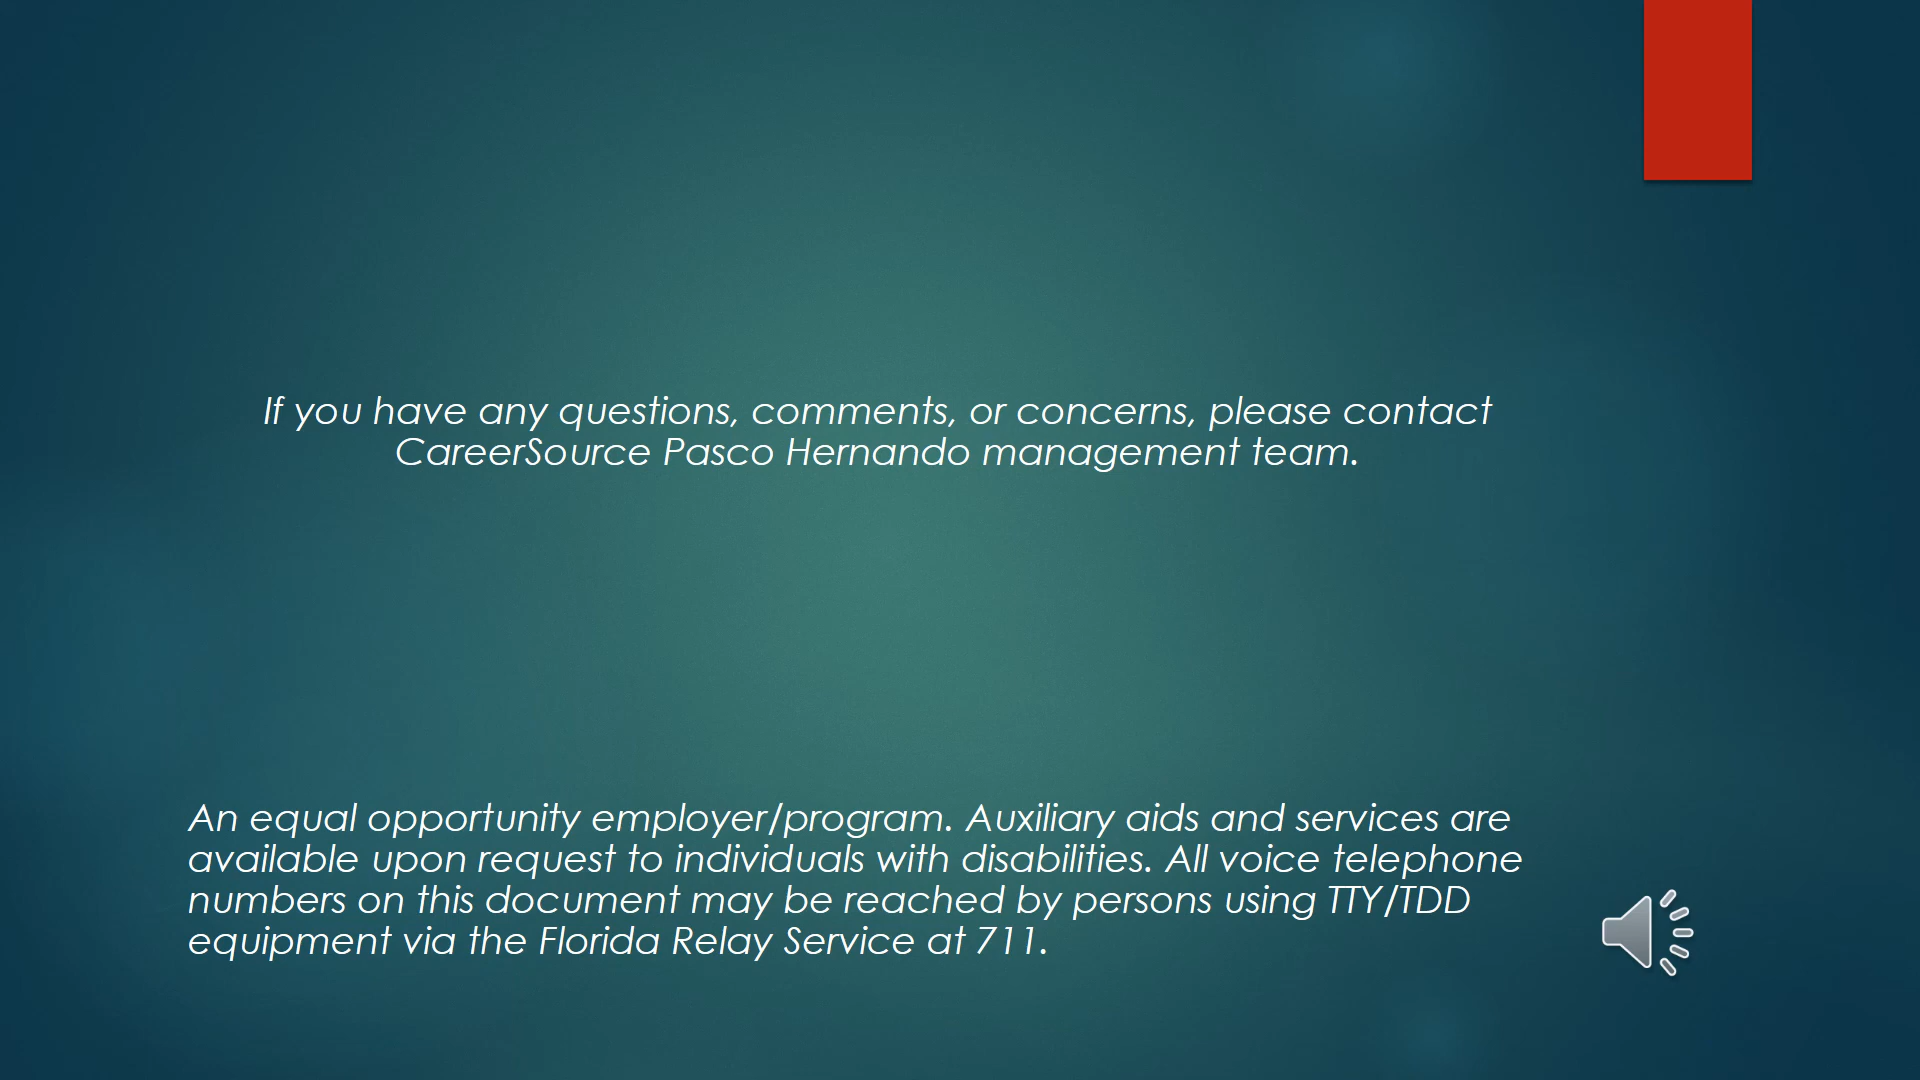 If you have any questions, comments, or concerns, please contact
CareerSource Pasco Hernando management team.
An equal opportunity employer/program. Auxiliary aids and services are
available upon request to individuals with disabilities. All voice telephone
numbers on this document may be reached by persons using TTY/TDD
equipment via the Florida Relay Service at 711.